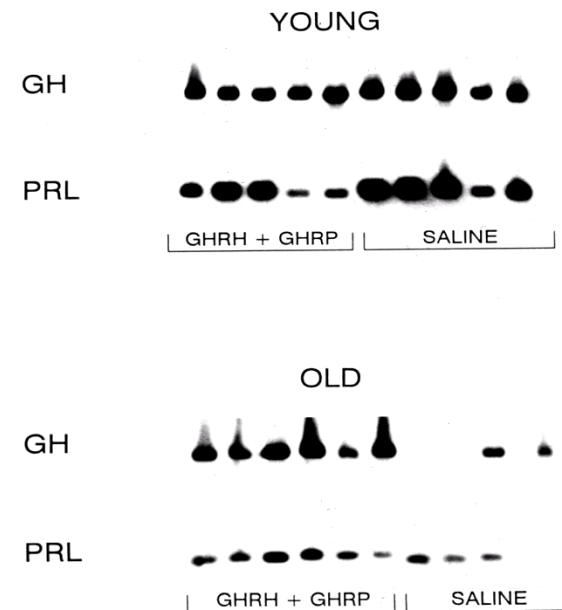 YOUNG
GH
PRL
GHRH + GHRP SALINE
OLD
GH
PRL
GHRH + GHRP SALINE